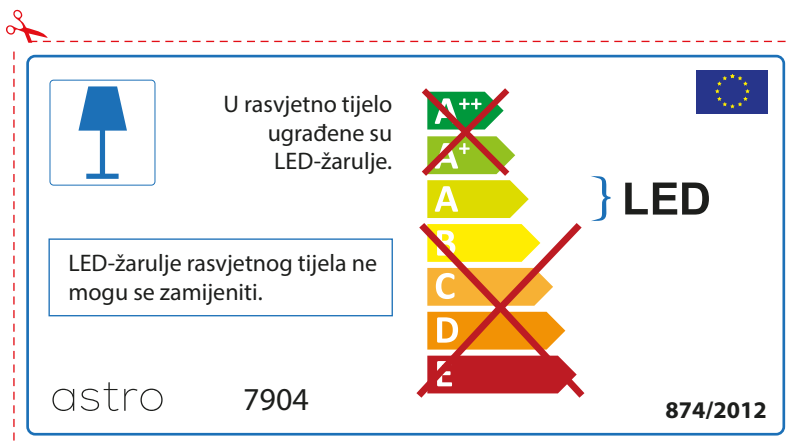 U rasvjetno tijelo
ugrađene su
LED-žarulje.
A++
A+
A
B
C
D
E
LED
LED-žarulje rasvjetnog tijela ne
mogu se zamijeniti.
astro
7904
874/2012